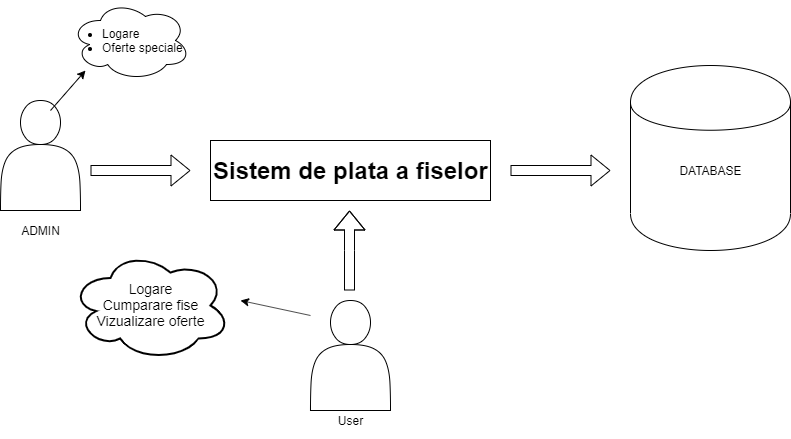 Logare
Oferte speciale
Sistem de plata a fiselor
DATABASE
ADMIN
Logare
Cumparare fise
Vizualizare oferte
User